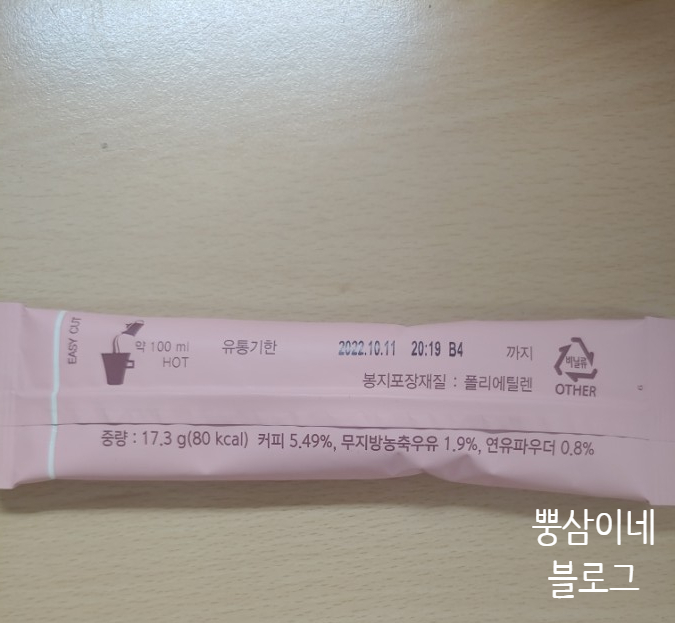 EASY CUT
약 100 ml
HOT
유통기한 2022.10.11 20:19 B4 까지
봉지포장재질 : 폴리에틸렌
비닐류
OTHER
중량 : 17.3 g(80 kcal) 커피 5.49%, 무지방농축우유 1.9%, 연유파우더 0.8%
뿡삼이네
블로그